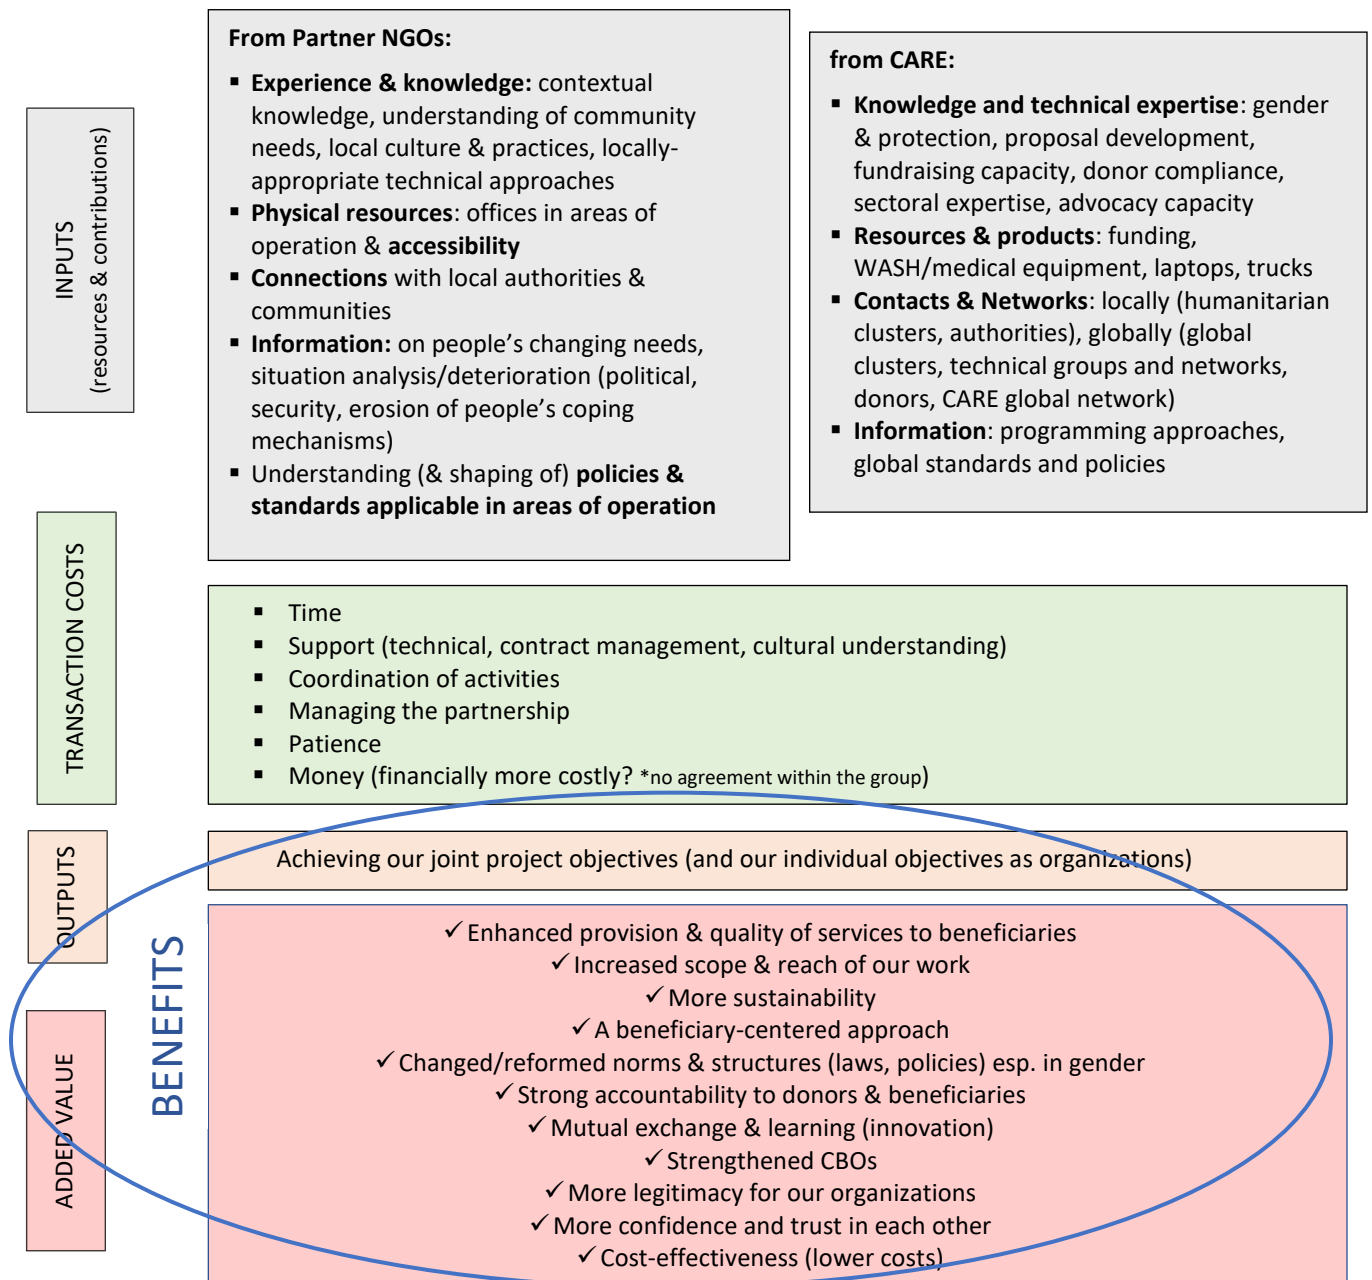 From Partner NGOs:
▪ Experience & knowledge: contextual
knowledge, understanding of community
needs, local culture & practices, locally-
appropriate technical approaches
▪ Physical resources: offices in areas of
operation & accessibility
▪ Connections with local authorities &
communities
▪ Information: on people’s changing needs,
situation analysis/deterioration (political,
security, erosion of people’s coping
mechanisms)
▪ Understanding (& shaping of) policies &
standards applicable in areas of operation
from CARE:
▪ Knowledge and technical expertise: gender
& protection, proposal development,
fundraising capacity, donor compliance,
sectoral expertise, advocacy capacity
▪ Resources & products: funding,
WASH/medical equipment, laptops, trucks
▪ Contacts & Networks: locally (humanitarian
clusters, authorities), globally (global
clusters, technical groups and networks,
donors, CARE global network)
▪ Information: programming approaches,
global standards and policies
INPUTS
(resources & contributions)
TRANSACTION COSTS
▪ Time
▪ Support (technical, contract management, cultural understanding)
▪ Coordination of activities
▪ Managing the partnership
▪ Patience
▪ Money (financially more costly? *no agreement within the group)
OUTPUTS
Achieving our joint project objectives (and our individual objectives as organizations)
BENEFITS
ADDED VALUE
✓ Enhanced provision & quality of services to beneficiaries
✓ Increased scope & reach of our work
✓ More sustainability
✓ A beneficiary-centered approach
✓ Changed/reformed norms & structures (laws, policies) esp. in gender
✓ Strong accountability to donors & beneficiaries
✓ Mutual exchange & learning (innovation)
✓ Strengthened CBOs
✓ More legitimacy for our organizations
✓ More confidence and trust in each other
✓ Cost-effectiveness (lower costs)